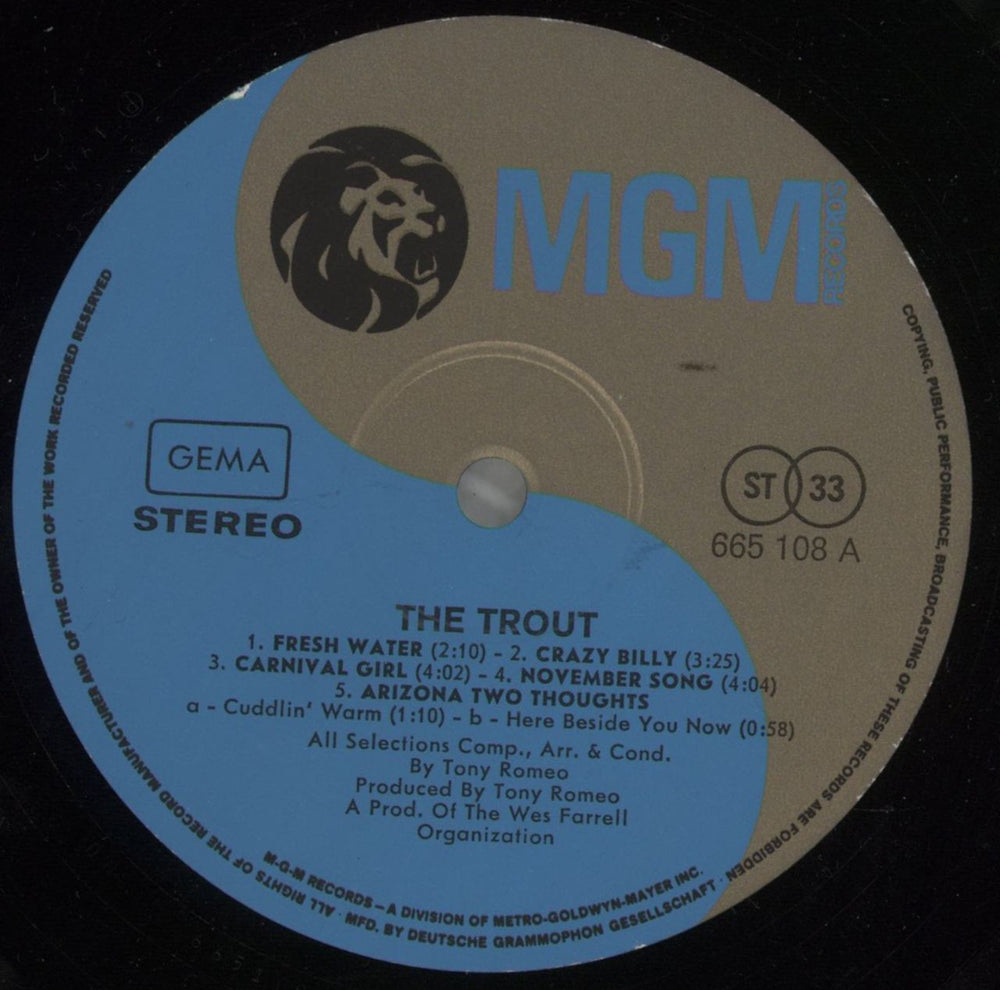 MGM
RECORDS
GEMA
STEREO
ST 33
665 108 A
THE TROUT
1. FRESH WATER (2:10) - 2. CRAZY BILLY (3:25)
3. CARNIVAL GIRL (4:02) - 4. NOVEMBER SONG (4:04)
5. ARIZONA TWO THOUGHTS
a - Cuddlin' Warm (1:10) - b - Here Beside You Now (0:58)
All Selections Comp., Arr. & Cond.
By Tony Romeo
Produced By Tony Romeo
A Prod. Of The Wes Farrell
Organization
M-G-M RECORDS – A DIVISION OF METRO-GOLDWYN-MAYER INC.
MFD. BY DEUTSCHE GRAMMOPHON GESELLSCHAFT · ALL RIGHTS OF THE RECORD MANUFACTURER AND OF THE OWNER OF THE WORK RECORDED RESERVED
COPYING, PUBLIC PERFORMANCE, BROADCASTING OF THESE RECORDS ARE FORBIDDEN ·